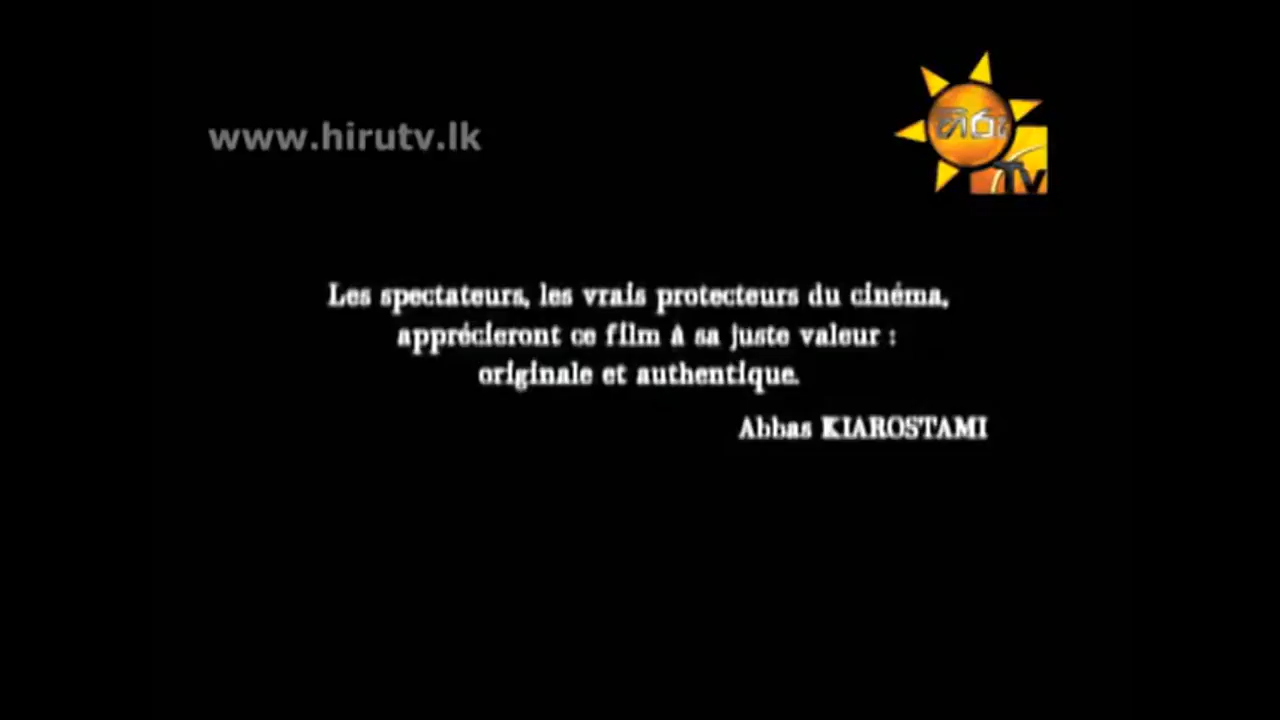 www.hirutv.lk
හිරු
Tv
Les spectateurs, les vrais protecteurs du cinéma,
apprécieront ce film à sa juste valeur :
originale et authentique.
Abbas KIAROSTAMI